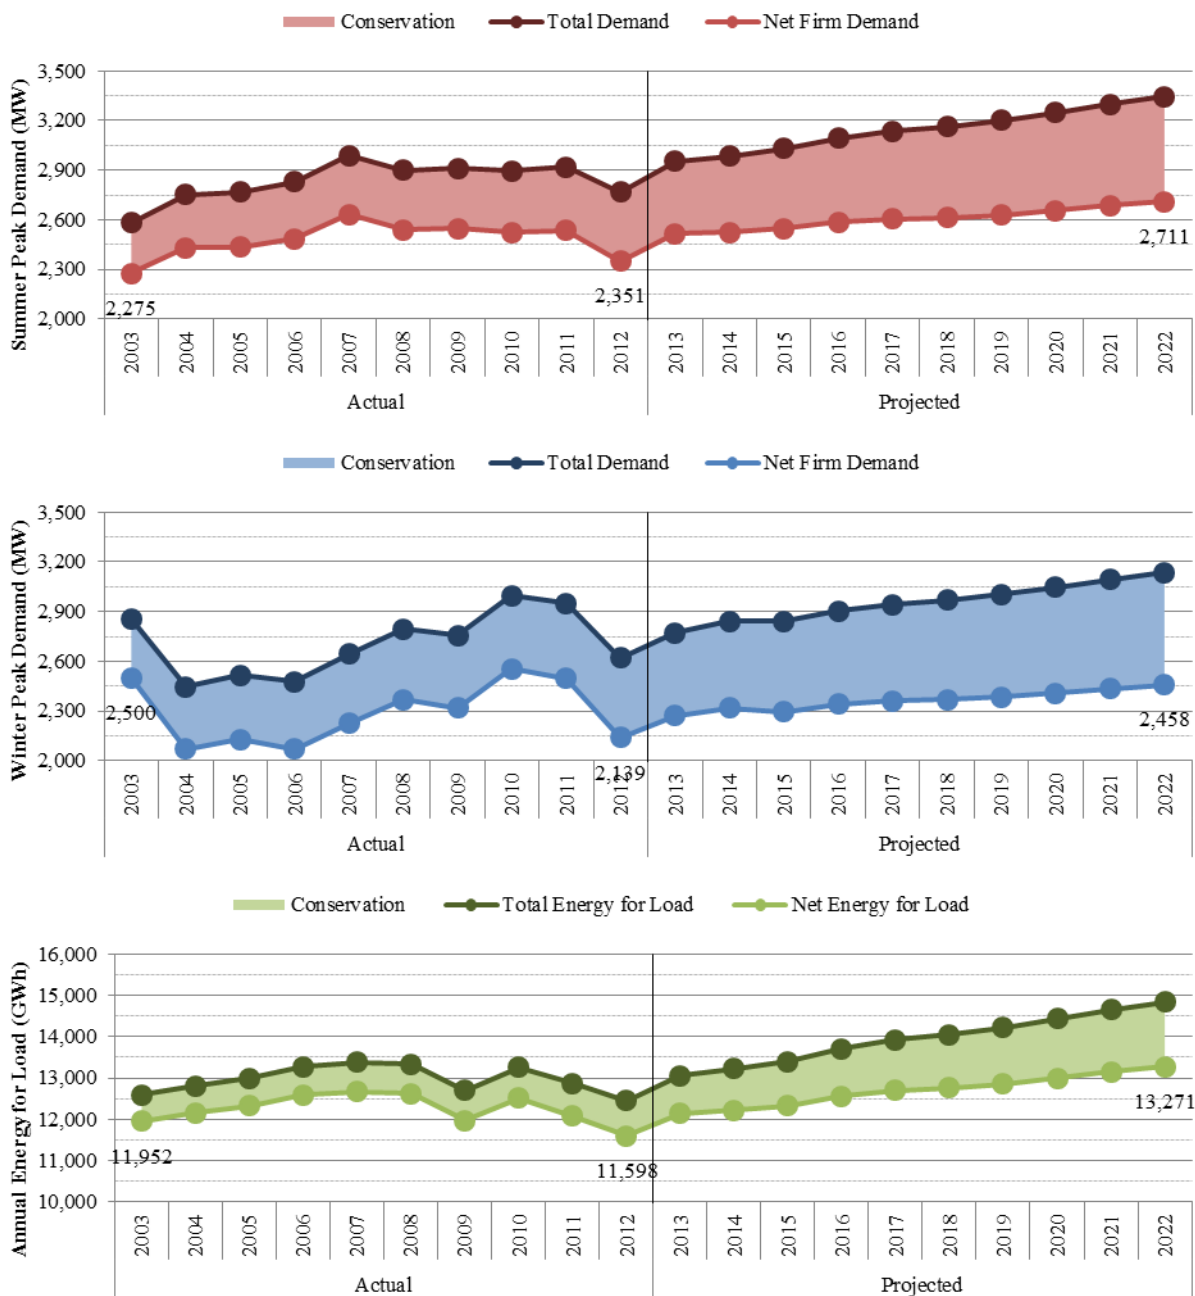 Conservation Total Demand Net Firm Demand
Summer Peak Demand (MW)
3,500
3,200
2,900
2,600
2,300
2,000
2,275
2,351
2,711
2003 2004 2005 2006 2007 2008 2009 2010 2011 2012 2013 2014 2015 2016 2017 2018 2019 2020 2021 2022
Actual Projected
Conservation Total Demand Net Firm Demand
Winter Peak Demand (MW)
3,500
3,200
2,900
2,600
2,300
2,000
2,500
2,139
2,458
2003 2004 2005 2006 2007 2008 2009 2010 2011 2012 2013 2014 2015 2016 2017 2018 2019 2020 2021 2022
Actual Projected
Conservation Total Energy for Load Net Energy for Load
Annual Energy for Load (GWh)
16,000
15,000
14,000
13,000
12,000
11,000
10,000
11,952
11,598
13,271
2003 2004 2005 2006 2007 2008 2009 2010 2011 2012 2013 2014 2015 2016 2017 2018 2019 2020 2021 2022
Actual Projected